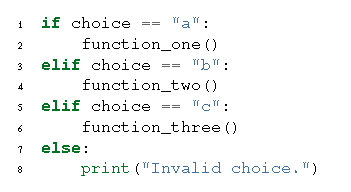 1 if choice == "a":
2     function_one()
3 elif choice == "b":
4     function_two()
5 elif choice == "c":
6     function_three()
7 else:
8     print("Invalid choice.")